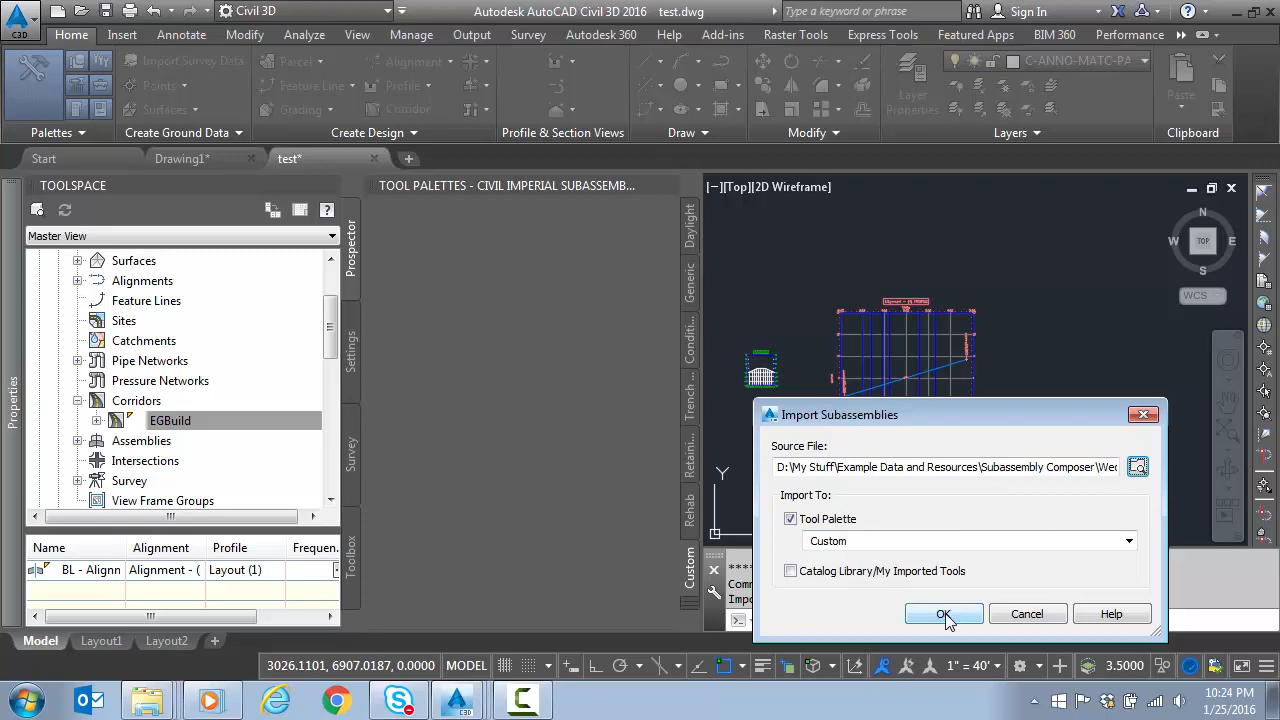 C3D
Civil 3D
Autodesk AutoCAD Civil 3D 2016 test.dwg
Type a keyword or phrase
Sign In
Home Insert Annotate Modify Analyze View Manage Output Survey Autodesk 360 Help Add-ins Raster Tools Express Tools Featured Apps BIM 360 Performance
Import Survey Data
Points
Surfaces
Parcel
Feature Line
Grading
Alignment
Profile
Corridor
Layer
Properties
C-ANNO-MATC-PA
Paste
Palettes
Create Ground Data
Create Design
Profile & Section Views
Draw
Modify
Layers
Clipboard
Start
Drawing1*
test*
TOOLSPACE
Master View
Surfaces
Alignments
Feature Lines
Sites
Catchments
Pipe Networks
Pressure Networks
Corridors
EGBuild
Assemblies
Intersections
Survey
View Frame Groups
Name Alignment Profile Frequen
BL - Alignn Alignment - ( Layout (1)
Properties
Prospector
Settings
Survey
Toolbox
TOOL PALETTES - CIVIL IMPERIAL SUBASSEMB...
Daylight
Generic
Conditi...
Trench ...
Retaini...
Rehab
Custom
[−][Top][2D Wireframe]
N
W
TOP
E
S
WCS
Y
****
Comm
Impo
Import Subassemblies
Source File:
D:\My Stuff\Example Data and Resources\Subassembly Composer\Wed
Import To:
Tool Palette
Custom
Catalog Library/My Imported Tools
OK
Cancel
Help
Model
Layout1
Layout2
3026.1101, 6907.0187, 0.0000
MODEL
1" = 40'
3.5000
C3D
10:24 PM
1/25/2016